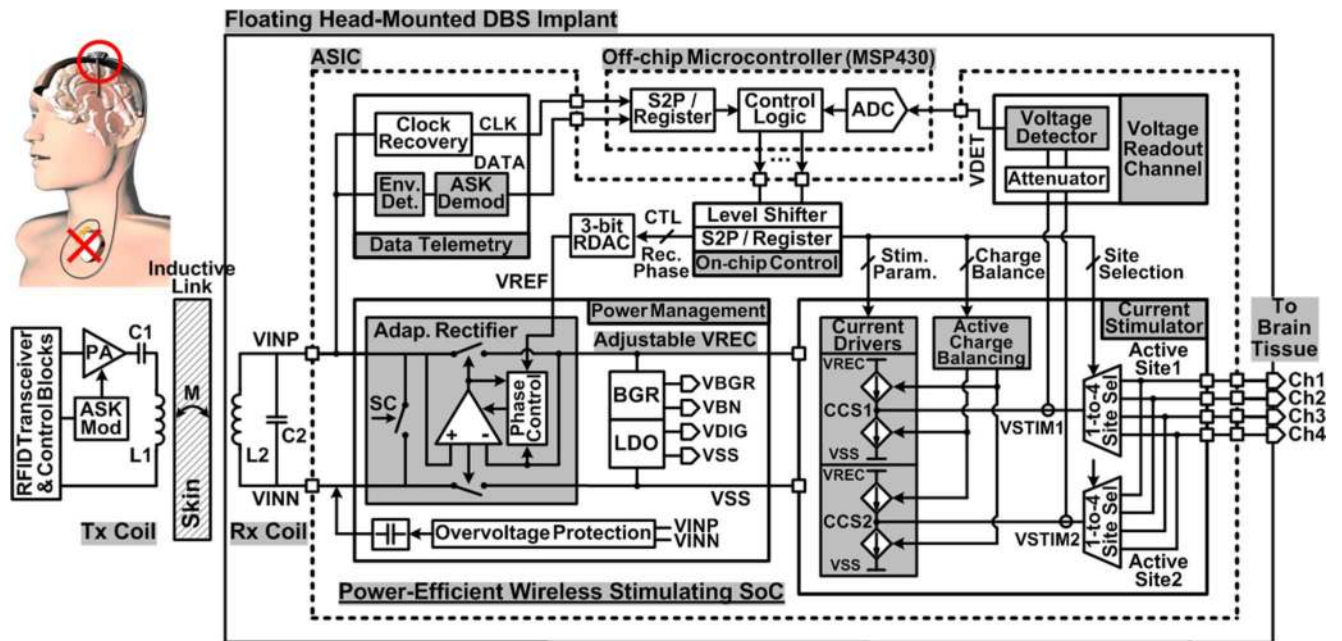 Floating Head-Mounted DBS Implant
ASIC
Off-chip Microcontroller (MSP430)
S2P /
Register
Control
Logic
ADC
Clock
Recovery
CLK
DATA
Env.
Det.
ASK
Demod
Data Telemetry
...
VDET
Voltage
Detector
Attenuator
Voltage
Readout
Channel
3-bit
RDAC
CTL
Rec.
Phase
Level Shifter
S2P / Register
On-chip Control
Stim.
Param.
Charge
Balance
Site
Selection
VREF
Inductive
Link
RFID Transceiver
& Control Blocks
PA
C1
ASK
Mod
L1
M
Skin
Tx Coil
VINP
L2
C2
VINN
Rx Coil
Power Management
Adap. Rectifier
SC
+
-
Phase
Control
Adjustable VREC
BGR
LDO
VBGR
VBN
VDIG
VSS
VSS
Overvoltage Protection
VINP
VINN
Power-Efficient Wireless Stimulating SoC
Current
Drivers
VREC
CCS1
VSS
VREC
CCS2
VSS
Active
Charge
Balancing
Current
Stimulator
Active
Site1
1-to-4
Site Sel
VSTIM1
VSTIM2
1-to-4
Site Sel
Active
Site2
To
Brain
Tissue
Ch1
Ch2
Ch3
Ch4